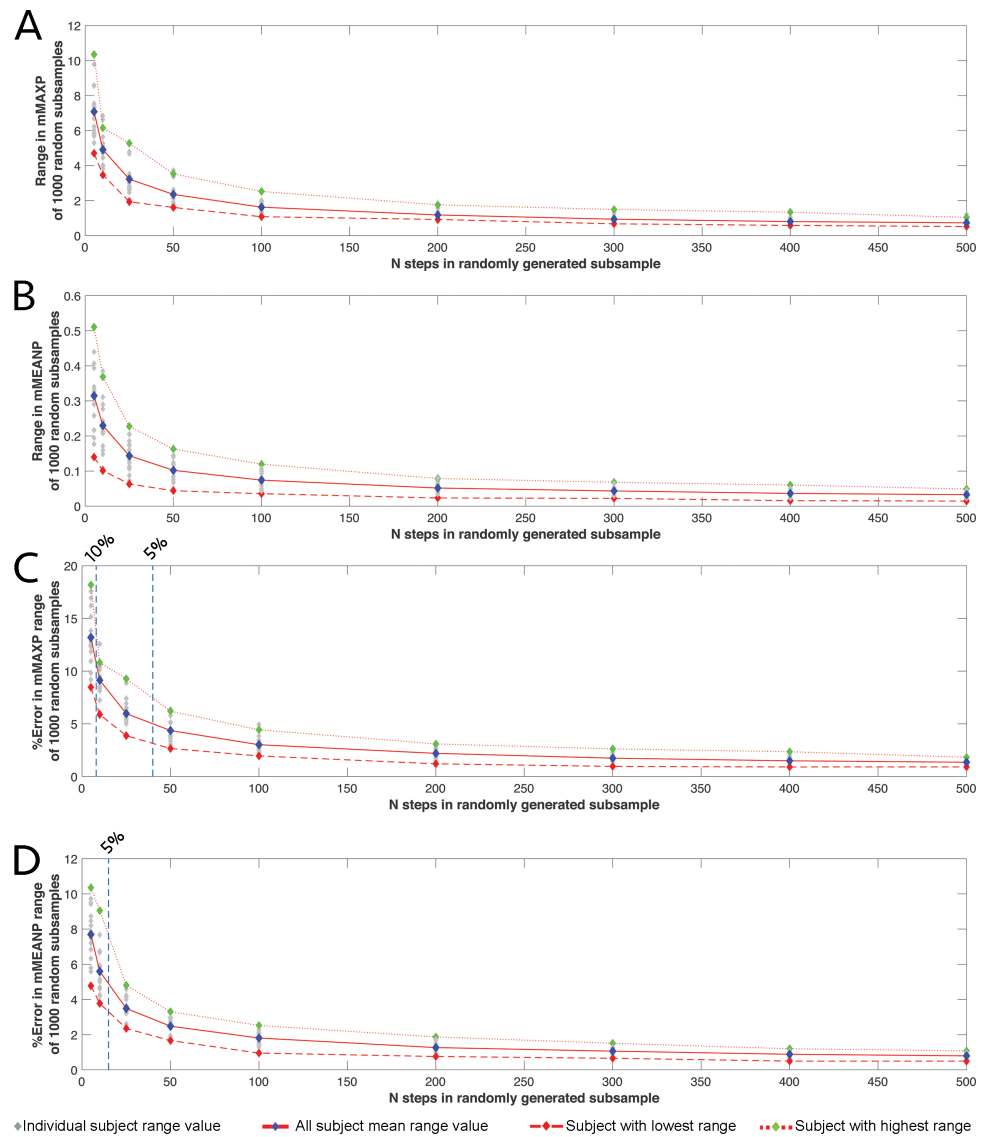 A
Range in mMAXP
of 1000 random subsamples
12
10
8
6
4
2
0
0 50 100 150 200 250 300 350 400 450 500
N steps in randomly generated subsample
B
Range in mMEANP
of 1000 random subsamples
0.6
0.5
0.4
0.3
0.2
0.1
0
0 50 100 150 200 250 300 350 400 450 500
N steps in randomly generated subsample
C
10% 5%
%Error in mMAXP range
of 1000 random subsamples
20
15
10
5
0
0 50 100 150 200 250 300 350 400 450 500
N steps in randomly generated subsample
D
5%
%Error in mMEANP range
of 1000 random subsamples
12
10
8
6
4
2
0
0 50 100 150 200 250 300 350 400 450 500
N steps in randomly generated subsample
Individual subject range value All subject mean range value Subject with lowest range Subject with highest range